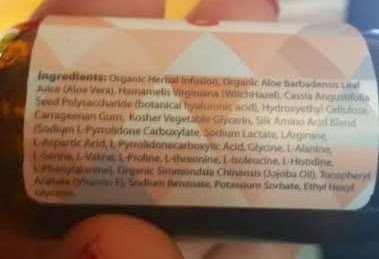 Ingredients: Organic Herbal Infusion, Organic Aloe Barbadensis Leaf
Juice (Aloe Vera), Hamamelis Virginiana (WitchHazel), Cassia Angustifolia
Seed Polysaccharide (botanical hyaluronic acid), Hydroxyethyl Cellulose,
Carrageenan Gum, Kosher Vegetable Glycerin, Silk Amino Acid Blend
(Sodium L-Pyrrolidone Carboxylate, Sodium Lactate, LArginine,
L-Aspartic Acid, L-Pyrrolidonecarboxylic Acid, Glycine, L-Alanine,
L-Serine, L-Valine, L-Proline, L-threonine, L-Isoleucine, L-Histidine,
L-Phenylalanine), Organic Simmondsia Chinensis (Jojoba Oil), Tocopheryl
Acetate (Vitamin E), Sodium Benzoate, Potassium Sorbate, Ethyl Hexyl
Glycerin